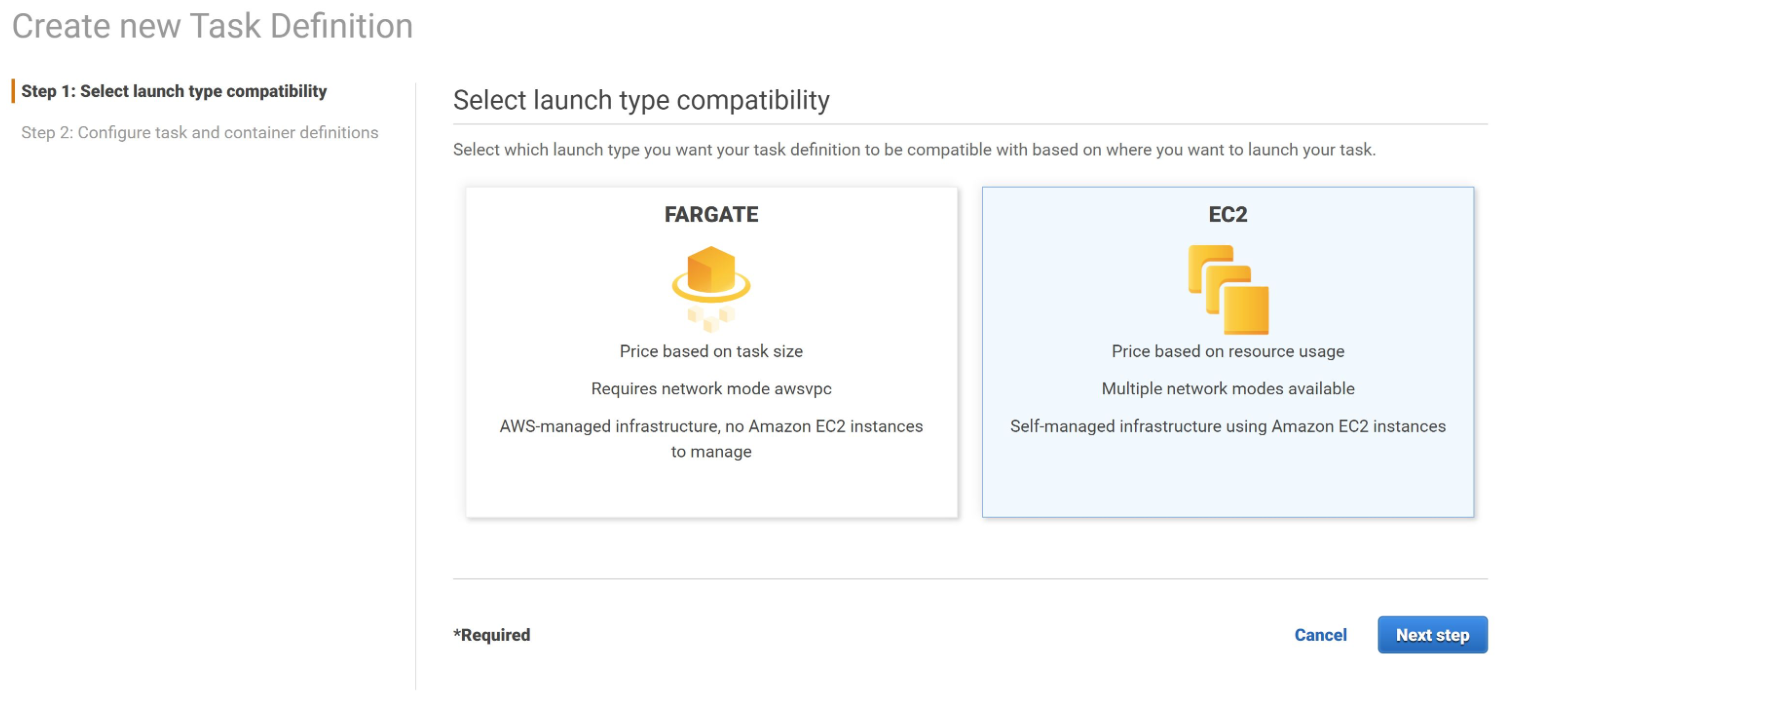 Create new Task Definition
Step 1: Select launch type compatibility
Step 2: Configure task and container definitions
Select launch type compatibility
Select which launch type you want your task definition to be compatible with based on where you want to launch your task.
FARGATE
Price based on task size
Requires network mode awsvpc
AWS-managed infrastructure, no Amazon EC2 instances
to manage
EC2
Price based on resource usage
Multiple network modes available
Self-managed infrastructure using Amazon EC2 instances
*Required
Cancel
Next step